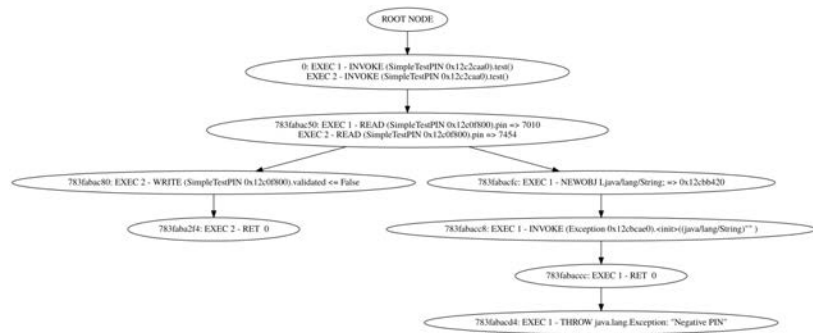 ROOT NODE
0: EXEC 1 - INVOKE (SimpleTestPIN 0x12c2caa0).test()
EXEC 2 - INVOKE (SimpleTestPIN 0x12c2caa0).test()
783fabac50: EXEC 1 - READ (SimpleTestPIN 0x12c0f800).pin => 7010
EXEC 2 - READ (SimpleTestPIN 0x12c0f800).pin => 7454
783fabac80: EXEC 2 - WRITE (SimpleTestPIN 0x12c0f800).validated <= False
783fabacfc: EXEC 1 - NEWOBJ Ljava/lang/String; => 0x12cbb420
783faba2f4: EXEC 2 - RET 0
783fabacc8: EXEC 1 - INVOKE (Exception 0x12cbcae0).<init>((java/lang/String)"" )
783fabaccc: EXEC 1 - RET 0
783fabacd4: EXEC 1 - THROW java.lang.Exception: "Negative PIN"